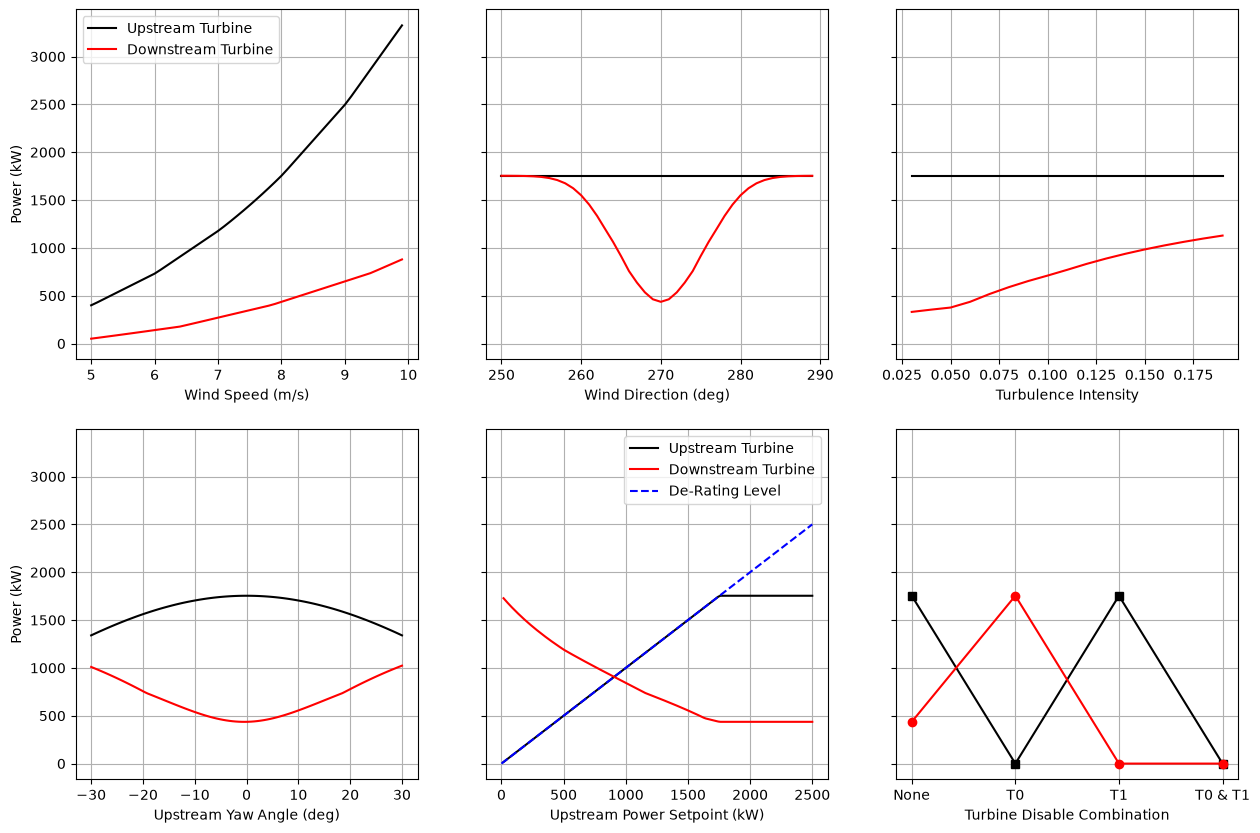 Upstream Turbine
Downstream Turbine
Power (kW)
3000
2500
2000
1500
1000
500
0
5 6 7 8 9 10
Wind Speed (m/s)
250 260 270 280 290
Wind Direction (deg)
0.025 0.050 0.075 0.100 0.125 0.150 0.175
Turbulence Intensity
Power (kW)
3000
2500
2000
1500
1000
500
0
−30 −20 −10 0 10 20 30
Upstream Yaw Angle (deg)
Upstream Turbine
Downstream Turbine
De-Rating Level
0 500 1000 1500 2000 2500
Upstream Power Setpoint (kW)
None T0 T1 T0 & T1
Turbine Disable Combination